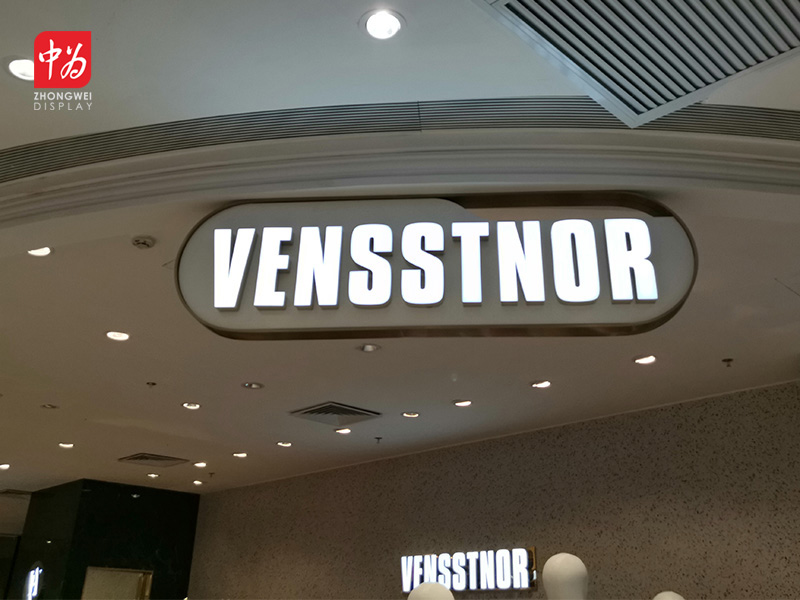 中为
ZHONGWEI
DISPLAY
VENSSTNOR
VENSSTNOR